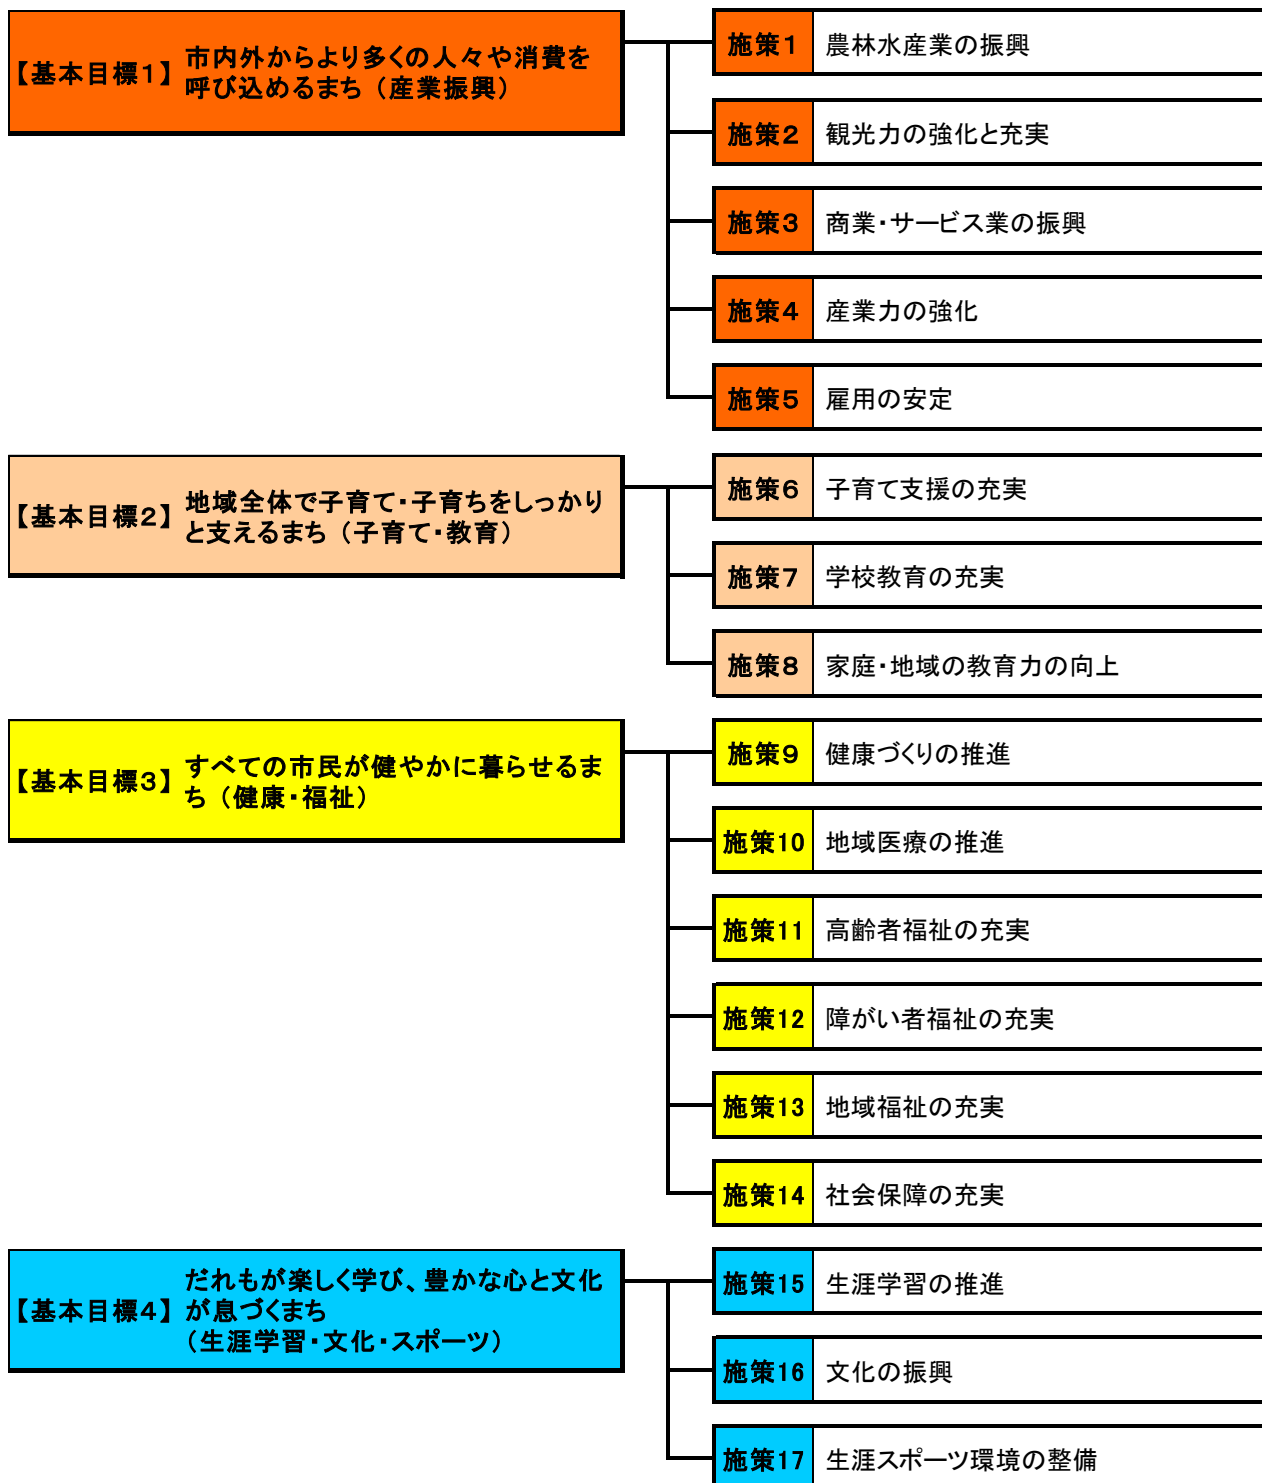 【基本目標1】
市内外からより多くの人々や消費を
呼び込めるまち（産業振興）
施策1 農林水産業の振興
施策2 観光力の強化と充実
施策3 商業・サービス業の振興
施策4 産業力の強化
施策5 雇用の安定
【基本目標2】
地域全体で子育て・子育ちをしっかり
と支えるまち（子育て・教育）
施策6 子育て支援の充実
施策7 学校教育の充実
施策8 家庭・地域の教育力の向上
【基本目標3】
すべての市民が健やかに暮らせるま
ち（健康・福祉）
施策9 健康づくりの推進
施策10 地域医療の推進
施策11 高齢者福祉の充実
施策12 障がい者福祉の充実
施策13 地域福祉の充実
施策14 社会保障の充実
【基本目標4】
だれもが楽しく学び、豊かな心と文化
が息づくまち
（生涯学習・文化・スポーツ）
施策15 生涯学習の推進
施策16 文化の振興
施策17 生涯スポーツ環境の整備